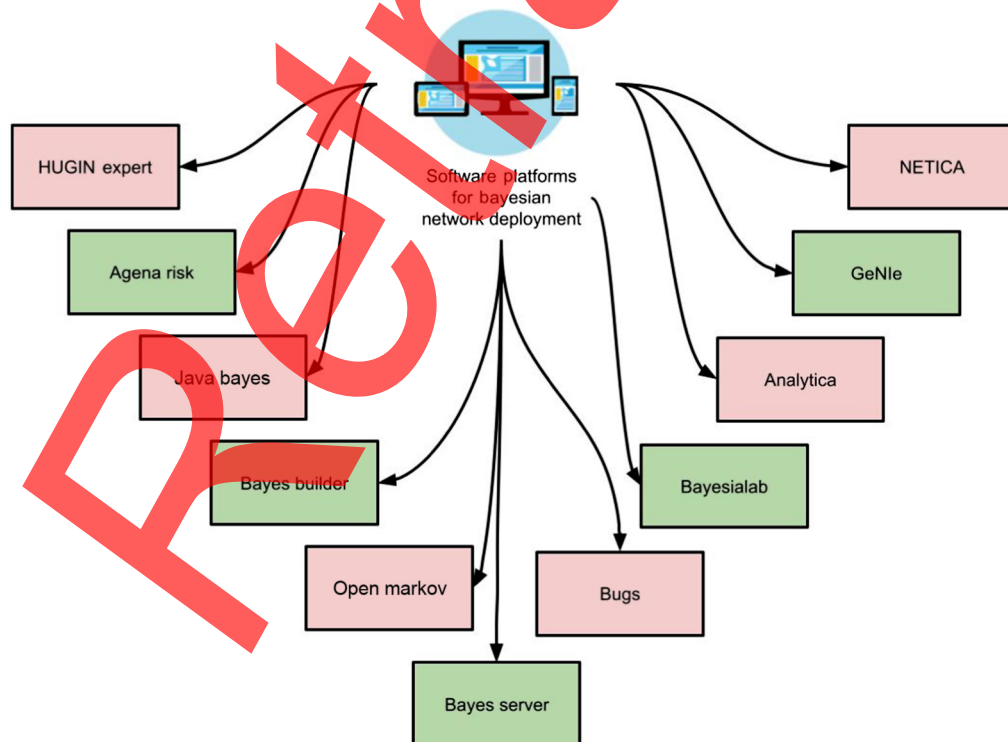 Software platforms
for bayesian
network deployment
HUGIN expert
NETICA
Agena risk
GeNIe
Java bayes
Analytica
Bayes builder
Bayesialab
Open markov
Bugs
Bayes server
Retr